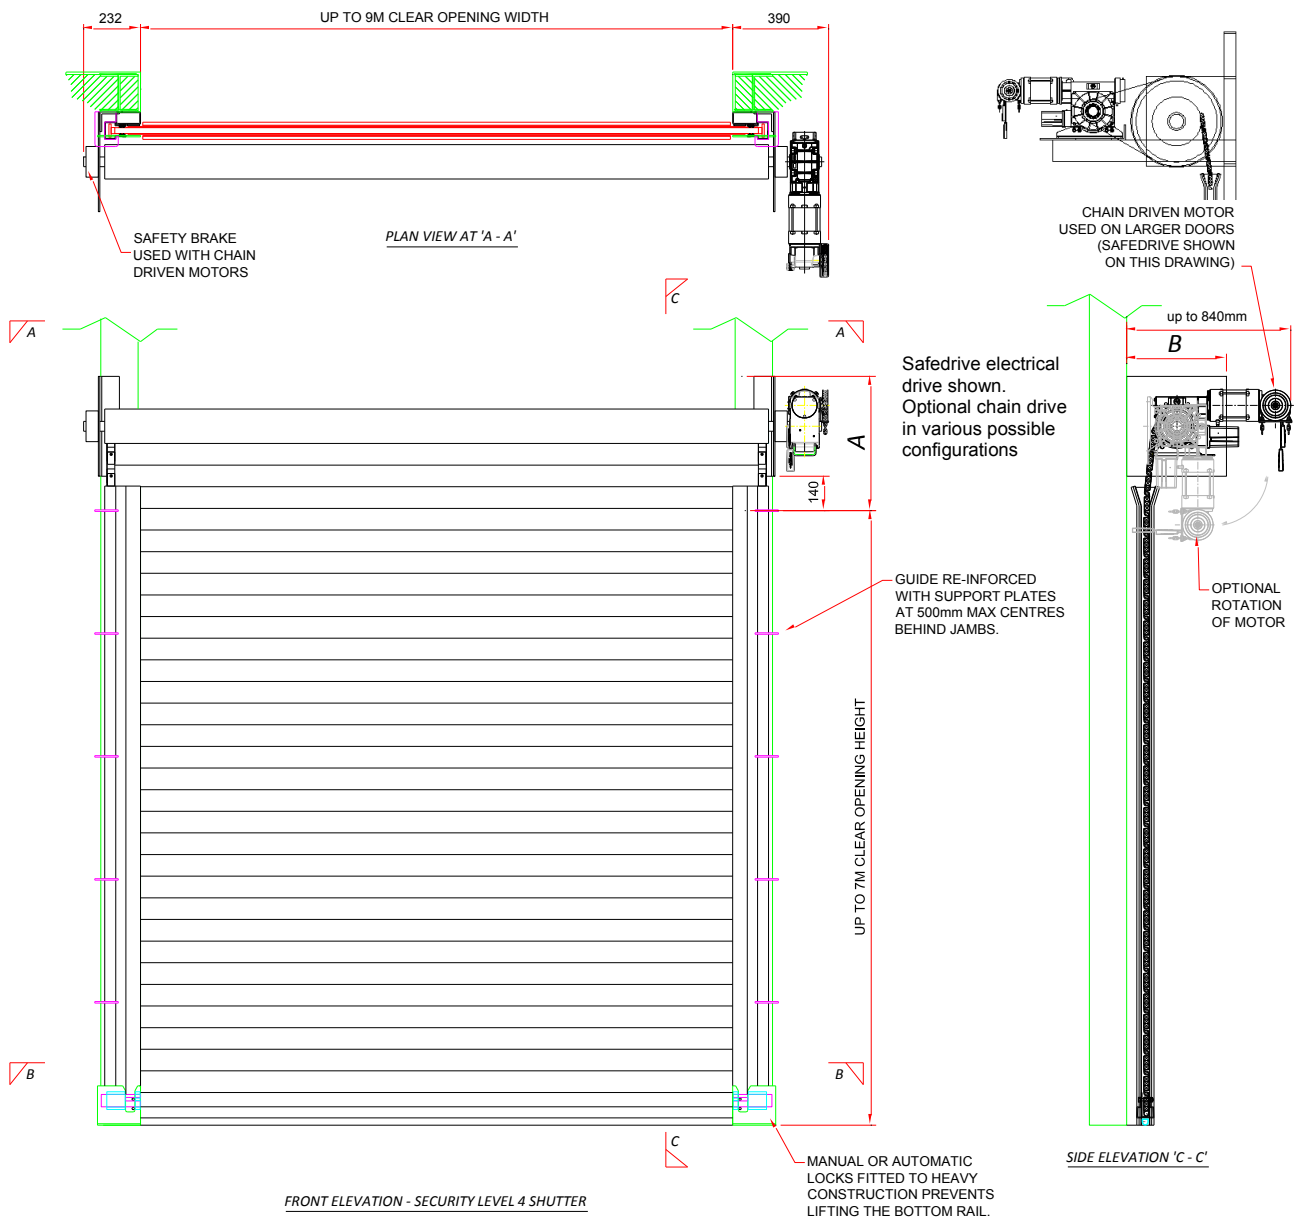 232
UP TO 9M CLEAR OPENING WIDTH
390
SAFETY BRAKE
USED WITH CHAIN
DRIVEN MOTORS
PLAN VIEW AT 'A - A'
CHAIN DRIVEN MOTOR
USED ON LARGER DOORS
(SAFEDRIVE SHOWN
ON THIS DRAWING)
C
A
A
up to 840mm
B
Safedrive electrical
drive shown.
Optional chain drive
in various possible
configurations
A
140
GUIDE RE-INFORCED
WITH SUPPORT PLATES
AT 500mm MAX CENTRES
BEHIND JAMBS.
OPTIONAL
ROTATION
OF MOTOR
UP TO 7M CLEAR OPENING HEIGHT
B
B
C
MANUAL OR AUTOMATIC
LOCKS FITTED TO HEAVY
CONSTRUCTION PREVENTS
LIFTING THE BOTTOM RAIL.
SIDE ELEVATION 'C - C'
FRONT ELEVATION - SECURITY LEVEL 4 SHUTTER